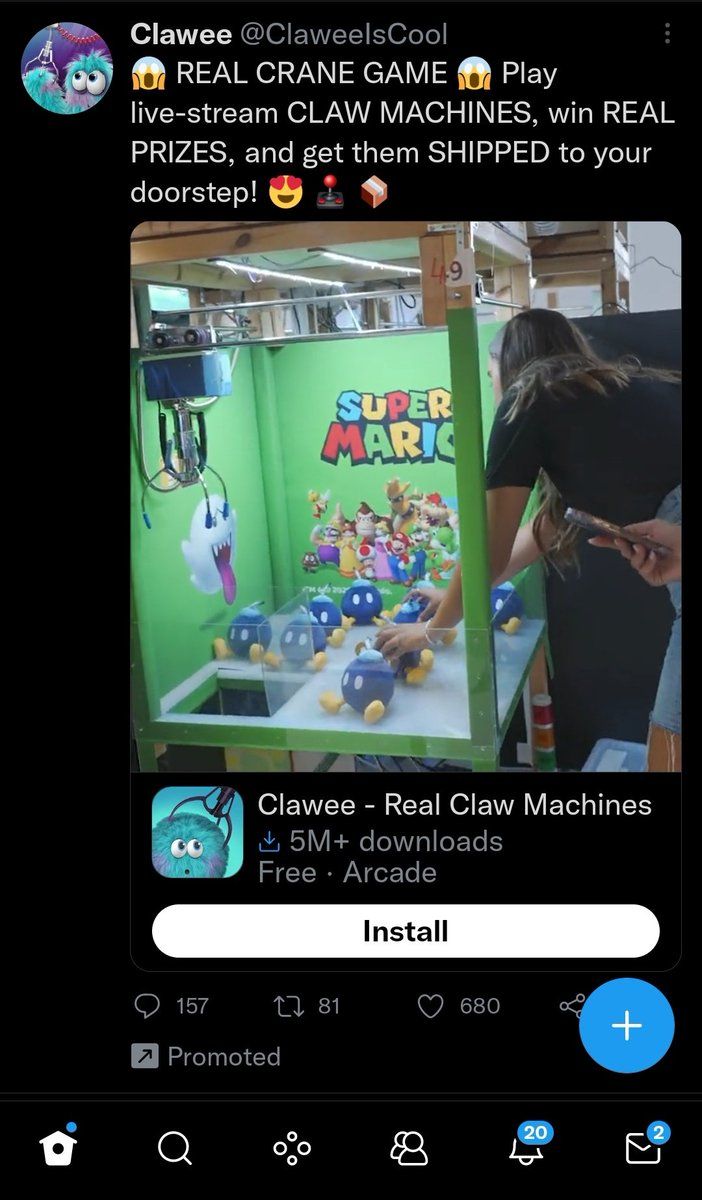 Clawee @ClaweeIsCool
😱 REAL CRANE GAME 😱 Play
live-stream CLAW MACHINES, win REAL
PRIZES, and get them SHIPPED to your
doorstep! 😍 🕹️ 📦
49
SUPER
MARIO
Clawee - Real Claw Machines
5M+ downloads
Free · Arcade
Install
157 81 680
Promoted
20 2